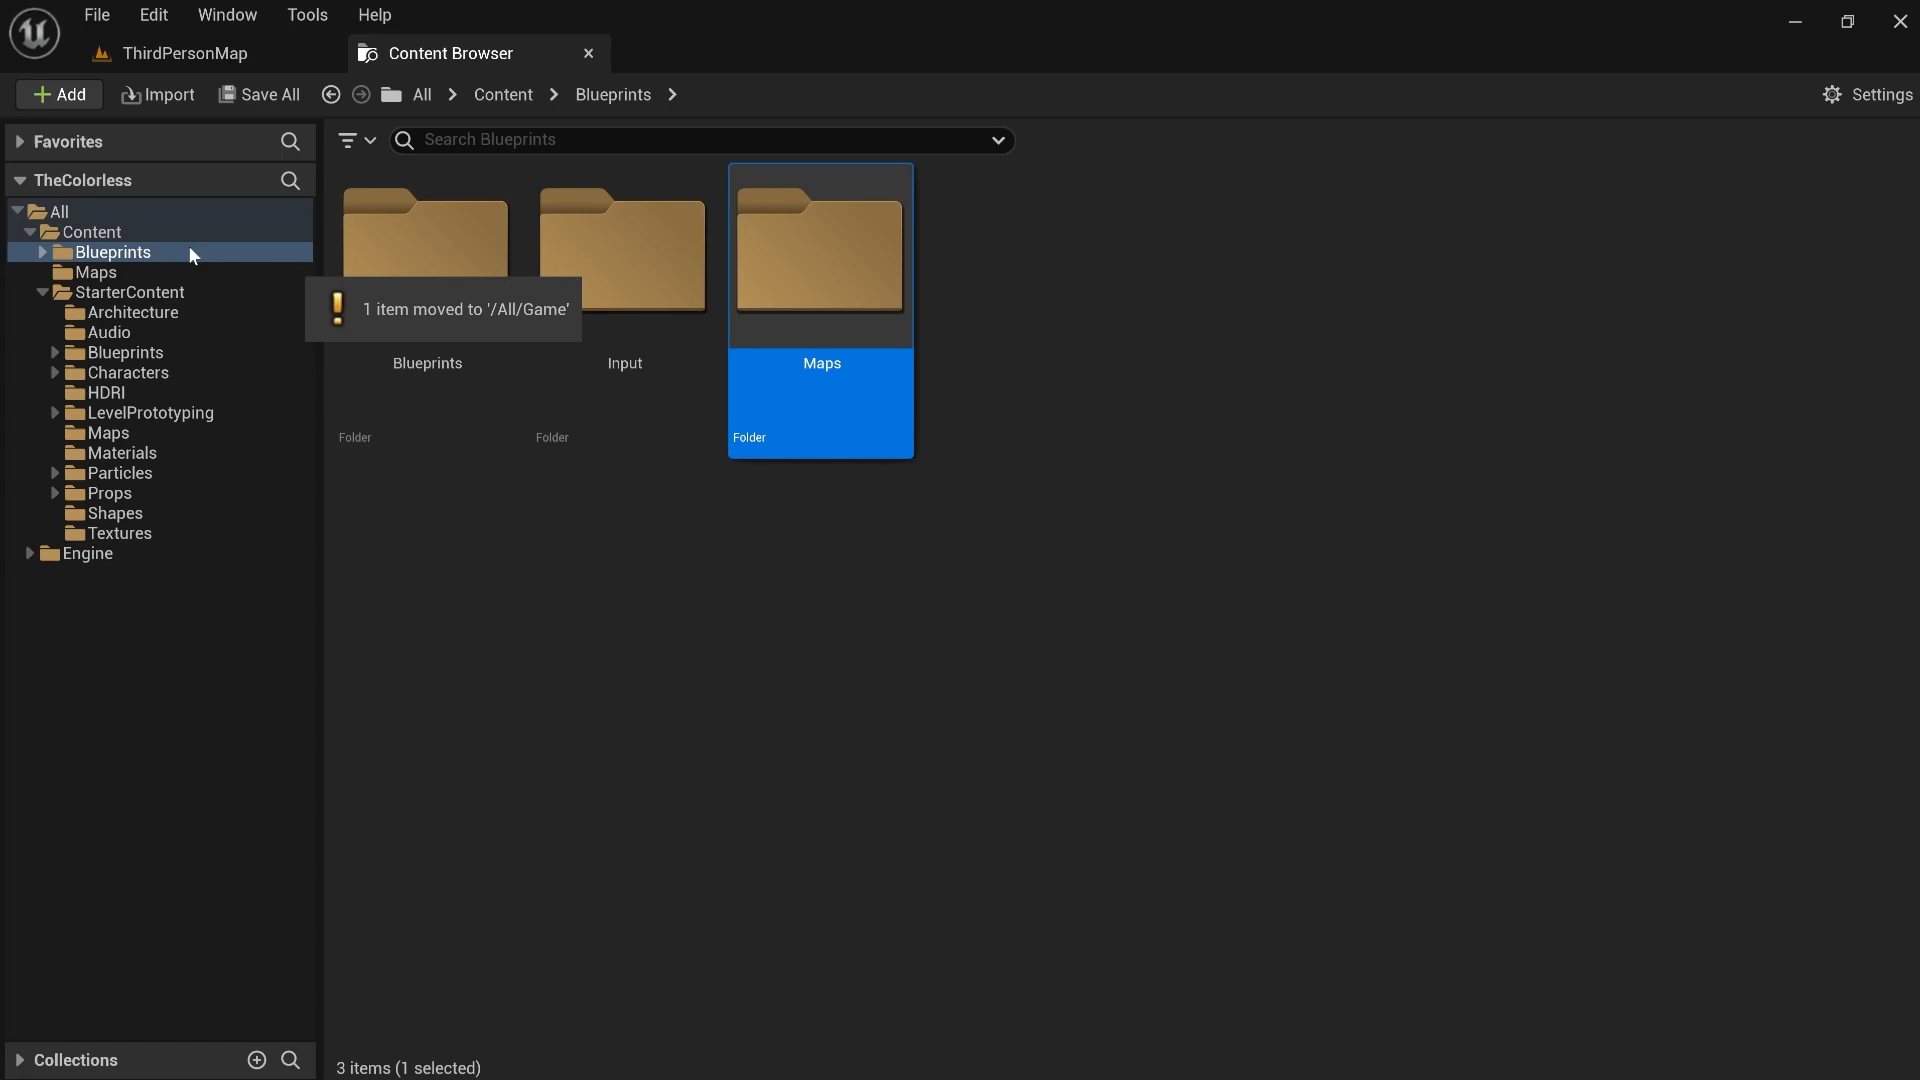 File Edit Window Tools Help
ThirdPersonMap Content Browser
Add Import Save All All Content Blueprints Settings
Favorites
Search Blueprints
TheColorless
All
Content
Blueprints
Maps
StarterContent
Architecture
Audio
Blueprints
Characters
HDRI
LevelPrototyping
Maps
Materials
Particles
Props
Shapes
Textures
Engine
1 item moved to '/All/Game'
Blueprints Input Maps
Folder Folder Folder
Collections
3 items (1 selected)